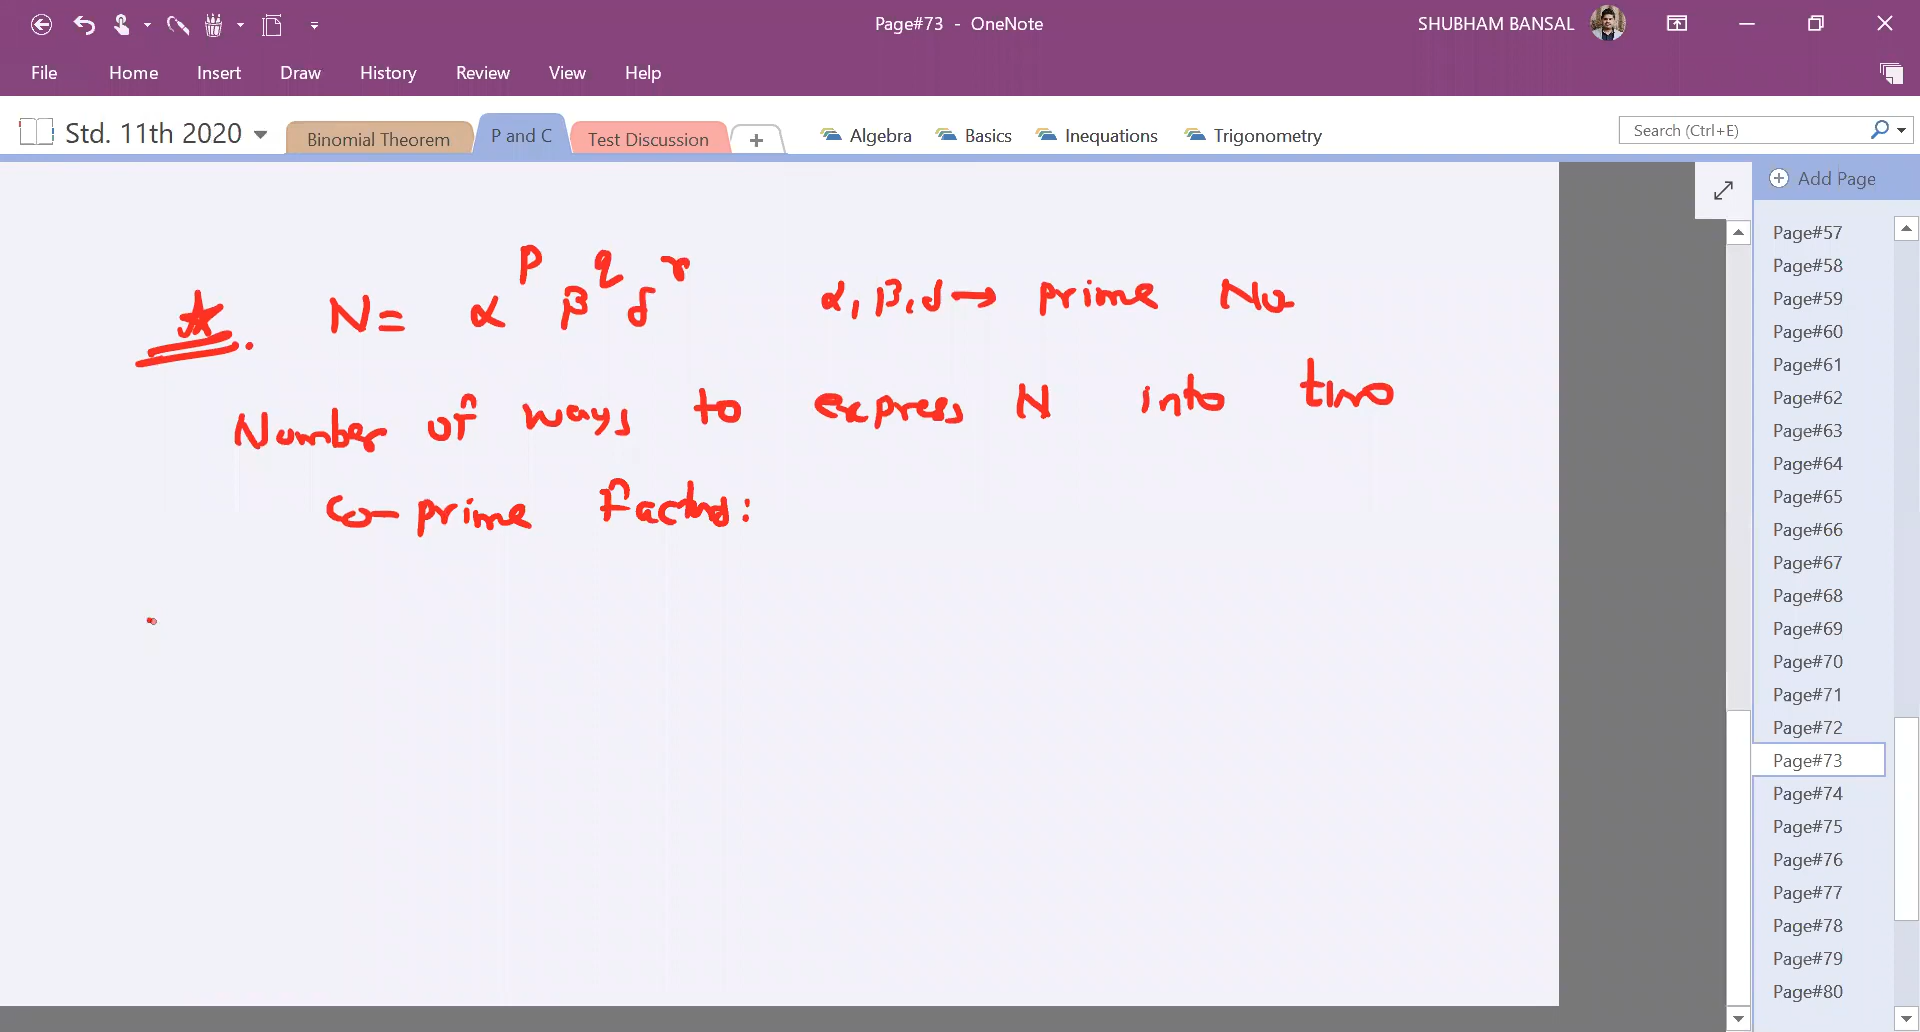 Page#73 - OneNote
SHUBHAM BANSAL
File Home Insert Draw History Review View Help
Std. 11th 2020
Binomial Theorem
P and C
Test Discussion
Algebra
Basics
Inequations
Trigonometry
Search (Ctrl+E)
Add Page
N = α^p β^q δ^r α, β, δ → prime No
Number of ways to express N into two
co-prime factors:
Page#57
Page#58
Page#59
Page#60
Page#61
Page#62
Page#63
Page#64
Page#65
Page#66
Page#67
Page#68
Page#69
Page#70
Page#71
Page#72
Page#73
Page#74
Page#75
Page#76
Page#77
Page#78
Page#79
Page#80